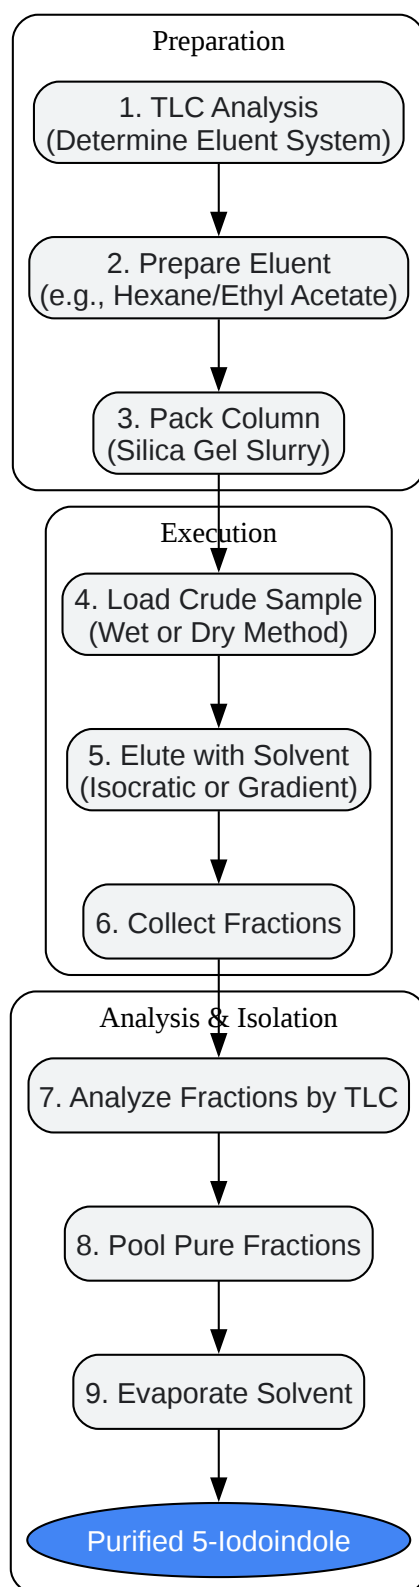 Preparation
1. TLC Analysis
(Determine Eluent System)
2. Prepare Eluent
(e.g., Hexane/Ethyl Acetate)
3. Pack Column
(Silica Gel Slurry)
Execution
4. Load Crude Sample
(Wet or Dry Method)
5. Elute with Solvent
(Isocratic or Gradient)
6. Collect Fractions
Analysis & Isolation
7. Analyze Fractions by TLC
8. Pool Pure Fractions
9. Evaporate Solvent
Purified 5-Iodoindole